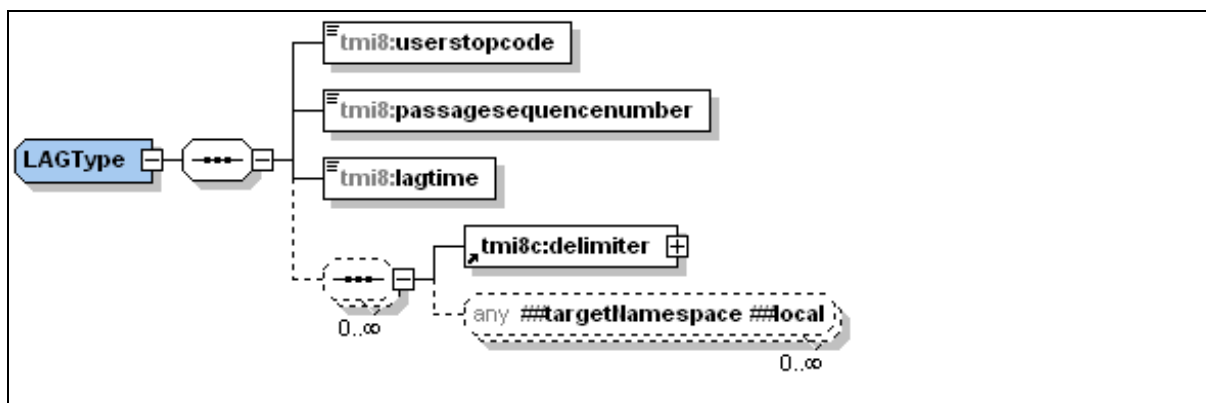 tmi8:userstopcode
tmi8:passagesequencenumber
LAGType
tmi8:lagtime
tmi8c:delimiter
any ##targetNamespace ##local
0..∞
0..∞